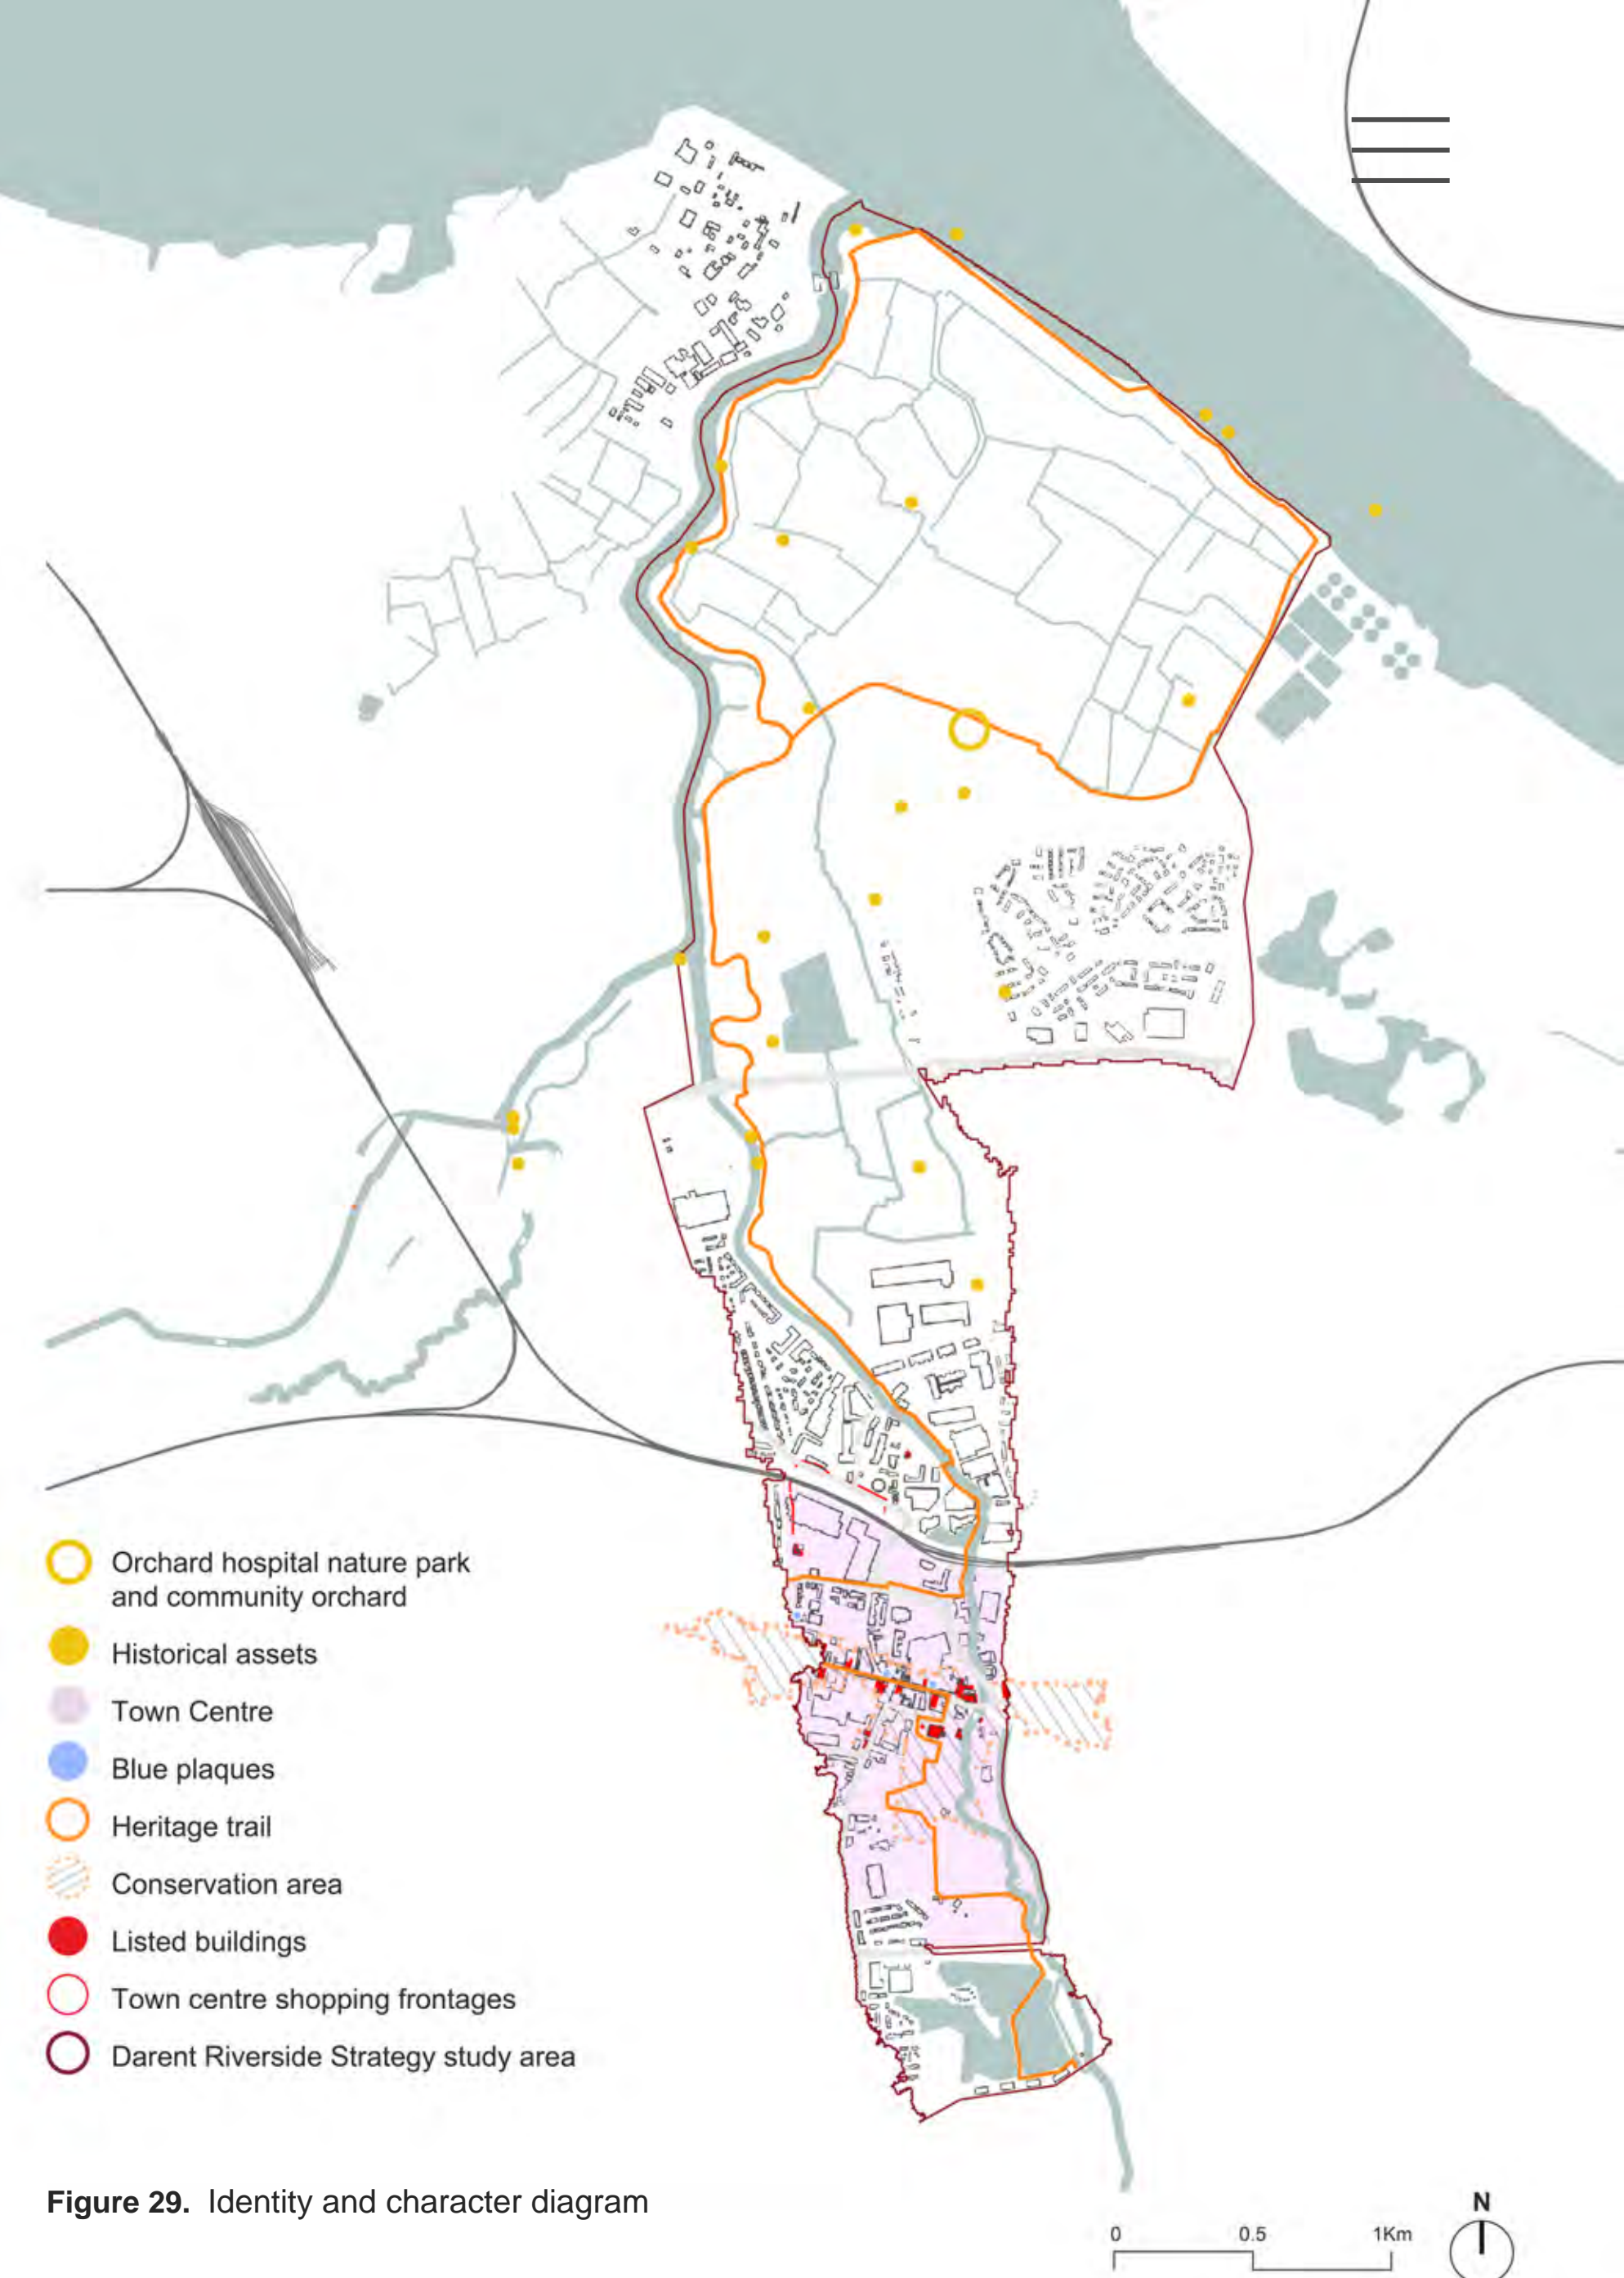 Orchard hospital nature park
and community orchard
Historical assets
Town Centre
Blue plaques
Heritage trail
Conservation area
Listed buildings
Town centre shopping frontages
Darent Riverside Strategy study area
Figure 29. Identity and character diagram
0 0.5 1Km
N